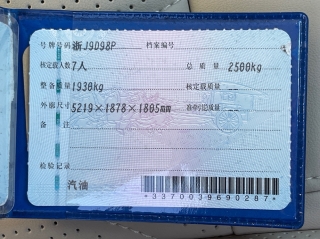 号牌号码 浙J9D98P 档案编号
核定载人数 7人 总质量 2500kg
整备质量 1930kg 核定载质量 --
外廓尺寸 5219×1878×1805mm 准牵引总质量 --
备注
检验记录
汽油
*3370039690287*